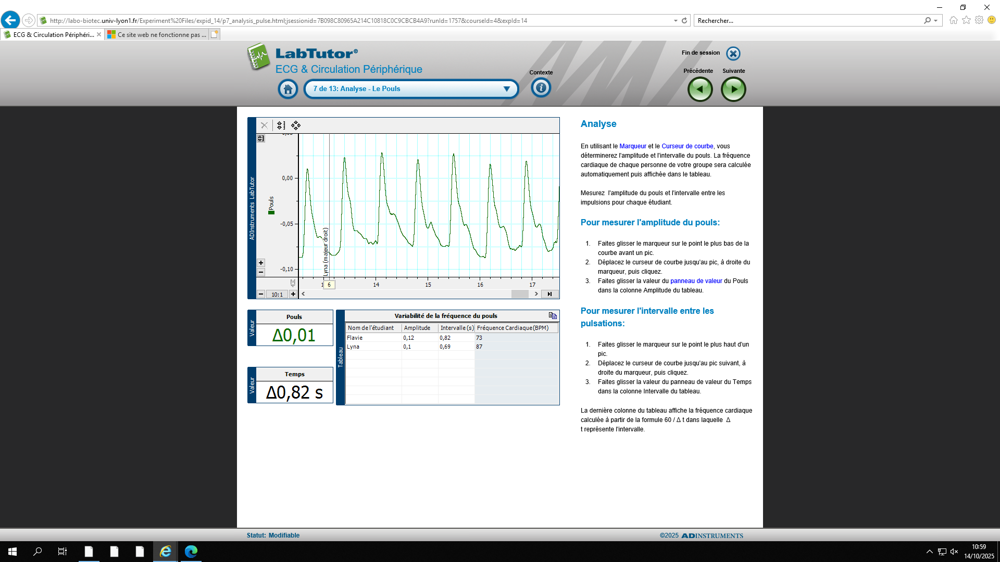 http://labo-biotec.univ-lyon1.fr/Experiment%20Files/expid_14/p7_analysis_pulse.html;jsessionid=7B098C80965A214C10818C0C9CBCB4A9?runId=1757&courseId=4&expId=14
Rechercher...
ECG & Circulation Périphéri...
Ce site web ne fonctionne pas ...
LabTutor®
ECG & Circulation Périphérique
Fin de session
Précédente
Suivante
Contexte
7 de 13: Analyse - Le Pouls
ADInstruments LabTutor
Pouls
0,00
-0,05
-0,10
Lyna (majeur droit)
6
14
15
16
17
M
10:1
Valeur
Pouls
Δ0,01
Valeur
Temps
Δ0,82 s
Tableau
Variabilité de la fréquence du pouls
Nom de l'étudiant Amplitude Intervalle (s) Fréquence Cardiaque(BPM)
Flavie 0,12 0,82 73
Lyna 0,1 0,69 87
Analyse
En utilisant le Marqueur et le Curseur de courbe, vous
déterminerez l'amplitude et l'intervalle du pouls. La fréquence
cardiaque de chaque personne de votre groupe sera calculée
automatiquement puis affichée dans le tableau.
Mesurez l'amplitude du pouls et l'intervalle entre les
impulsions pour chaque étudiant.
Pour mesurer l'amplitude du pouls:
1. Faites glisser le marqueur sur le point le plus bas de la
courbe avant un pic.
2. Déplacez le curseur de courbe jusqu'au pic, à droite du
marqueur, puis cliquez.
3. Faites glisser la valeur du panneau de valeur du Pouls
dans la colonne Amplitude du tableau.
Pour mesurer l'intervalle entre les
pulsations:
1. Faites glisser le marqueur sur le point le plus haut d'un
pic.
2. Déplacez le curseur de courbe jusqu'au pic suivant, à
droite du marqueur, puis cliquez.
3. Faites glisser la valeur du panneau de valeur du Temps
dans la colonne Intervalle du tableau.
La dernière colonne du tableau affiche la fréquence cardiaque
calculée à partir de la formule 60 / Δ t dans laquelle Δ
t représente l'intervalle.
Statut: Modifiable
©2025 ADINSTRUMENTS
10:59
14/10/2025